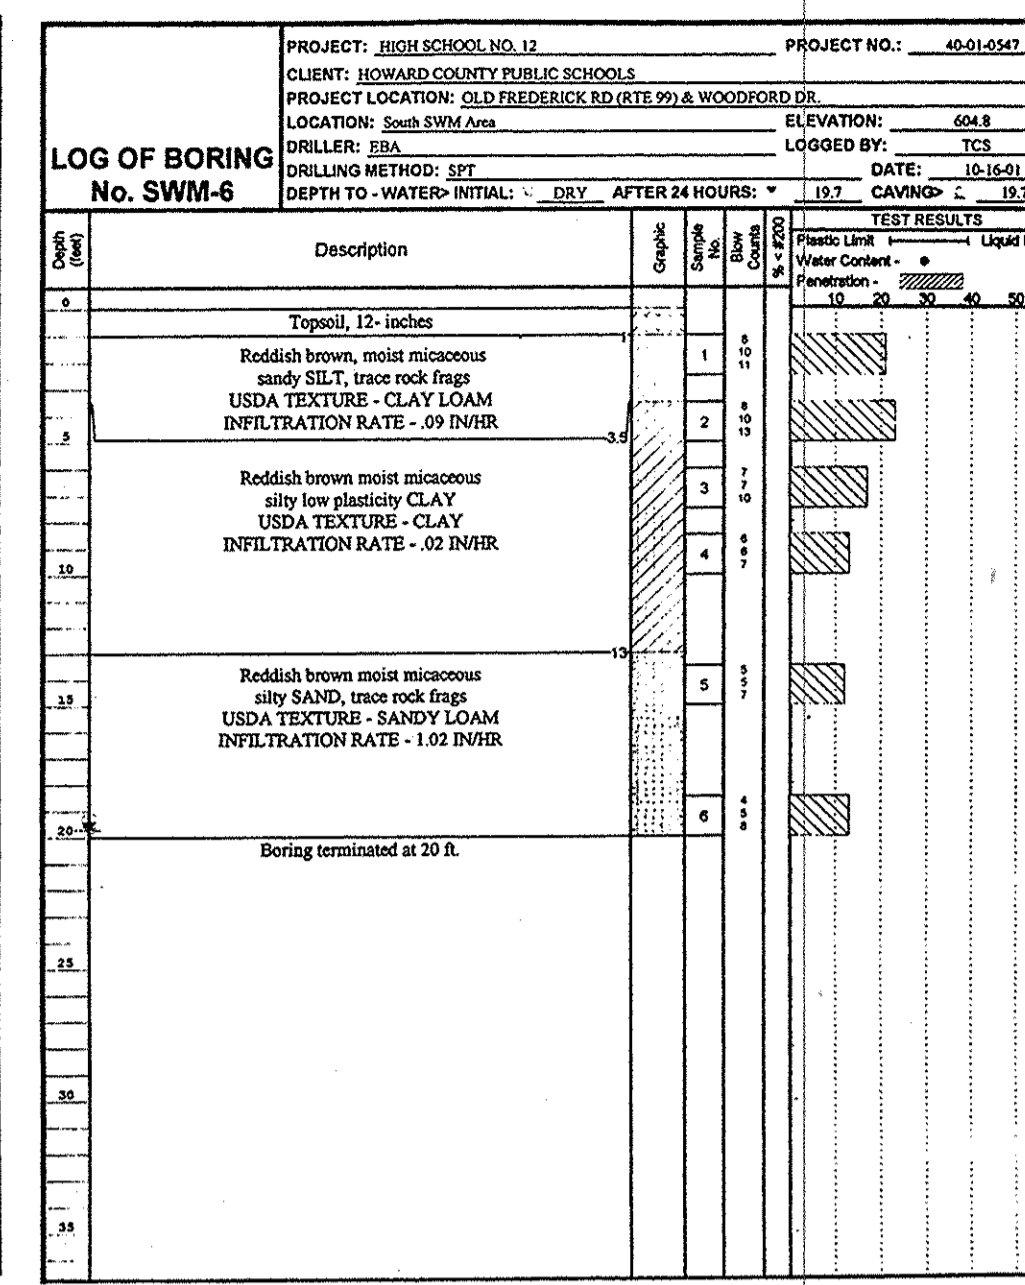 LOG OF BORING
No. SWM-6
PROJECT: HIGH SCHOOL NO. 12 PROJECT NO.: 40-01-0547
CLIENT: HOWARD COUNTY PUBLIC SCHOOLS
PROJECT LOCATION: OLD FREDERICK RD (RTE 99) & WOODFORD DR.
LOCATION: South SWM Area ELEVATION: 604.8
DRILLER: EBA LOGGED BY: TCS
DRILLING METHOD: SPT DATE: 10-16-01
DEPTH TO - WATER> INITIAL: DRY AFTER 24 HOURS: 19.7 CAVING> 19.7
Depth (feet)
Description
Graphic
Sample No.
Blow Counts
% < #200
TEST RESULTS
Plastic Limit Liquid
Water Content -
Penetration -
10 20 30 40 50
0
Topsoil, 12- inches
1
Reddish brown, moist micaceous
sandy SILT, trace rock frags
USDA TEXTURE - CLAY LOAM
INFILTRATION RATE - .09 IN/HR
1
10
11
2
10
13
3.5
5
Reddish brown moist micaceous
silty low plasticity CLAY
USDA TEXTURE - CLAY
INFILTRATION RATE - .02 IN/HR
3
7
7
10
4
6
6
7
10
13
Reddish brown moist micaceous
silty SAND, trace rock frags
USDA TEXTURE - SANDY LOAM
INFILTRATION RATE - 1.02 IN/HR
5
5
5
7
15
6
4
5
8
20
Boring terminated at 20 ft.
25
30
35